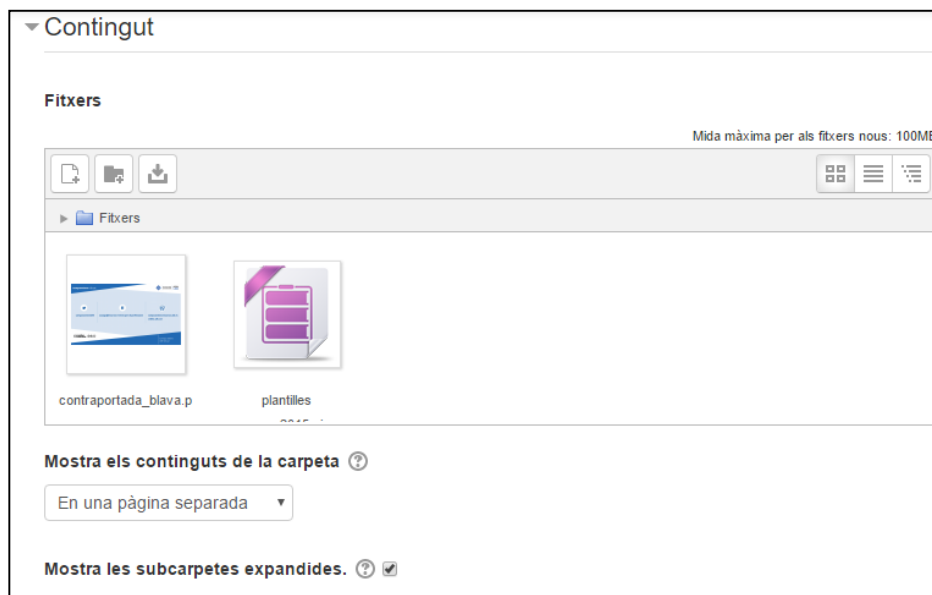 Contingut
Fitxers
Mida màxima per als fitxers nous: 100MB
Fitxers
contraportada_blava.p
plantilles
Mostra els continguts de la carpeta
En una pàgina separada
Mostra les subcarpetes expandides.